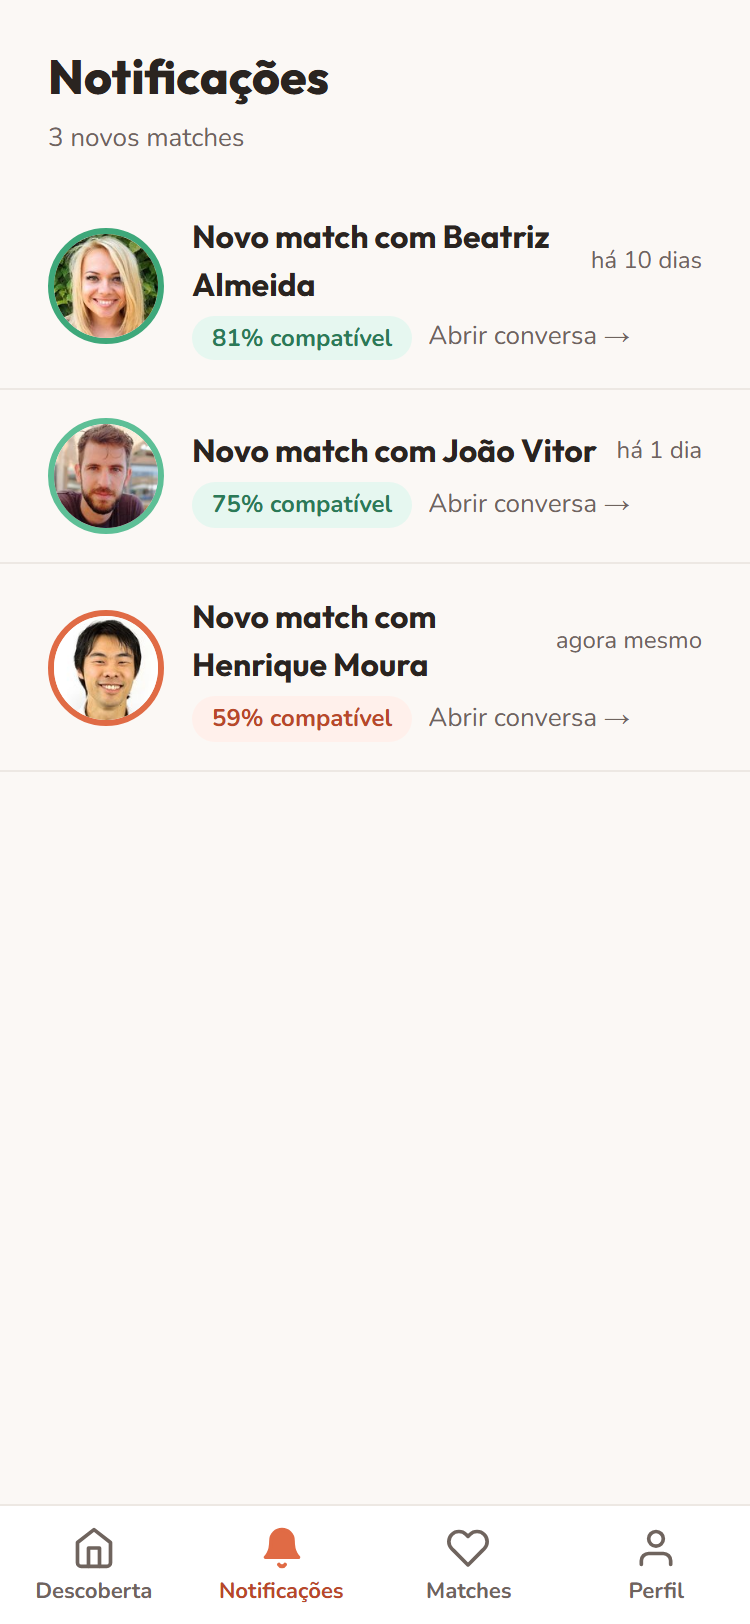 Notificações
3 novos matches
Novo match com Beatriz
Almeida
há 10 dias
81% compatível Abrir conversa →
Novo match com João Vitor há 1 dia
75% compatível Abrir conversa →
Novo match com
Henrique Moura
agora mesmo
59% compatível Abrir conversa →
Descoberta Notificações Matches Perfil